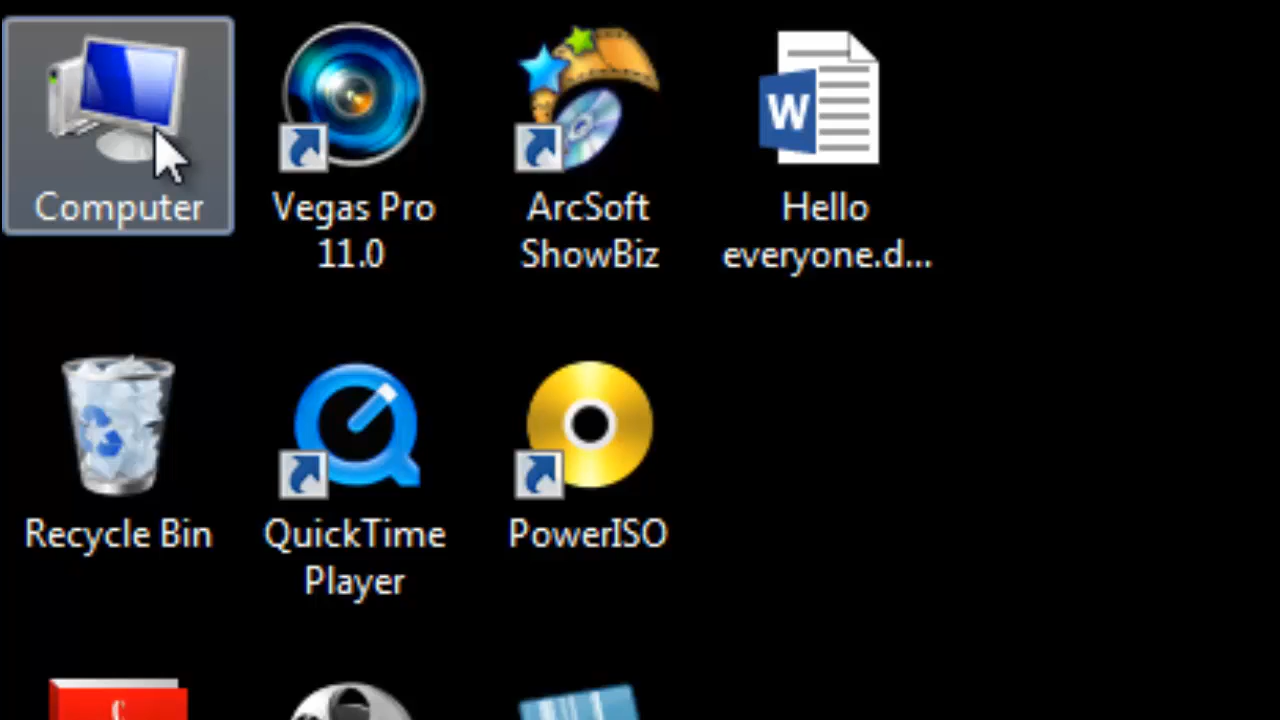 Computer
Vegas Pro
11.0
ArcSoft
ShowBiz
W
Hello
everyone.d...
Recycle Bin
QuickTime
Player
PowerISO